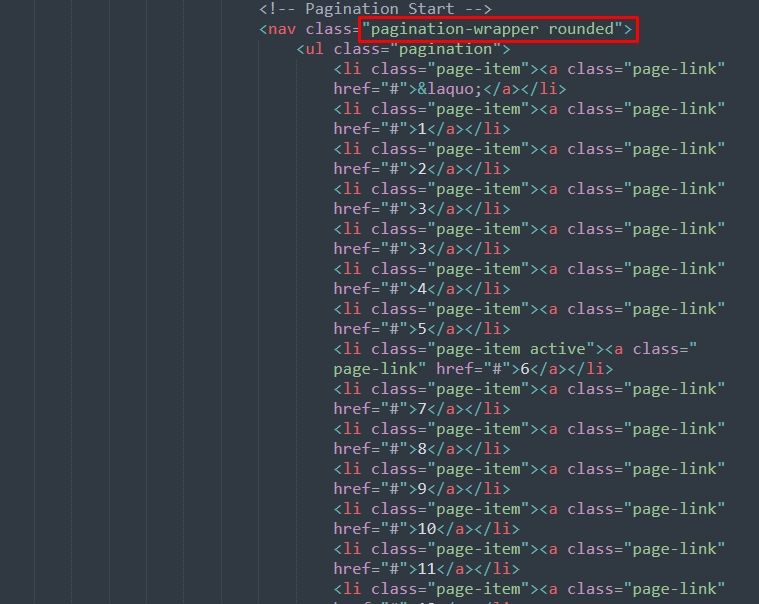 <!-- Pagination Start -->
<nav class="pagination-wrapper rounded">
<ul class="pagination">
<li class="page-item"><a class="page-link"
href="#">&laquo;</a></li>
<li class="page-item"><a class="page-link"
href="#">1</a></li>
<li class="page-item"><a class="page-link"
href="#">2</a></li>
<li class="page-item"><a class="page-link"
href="#">3</a></li>
<li class="page-item"><a class="page-link"
href="#">3</a></li>
<li class="page-item"><a class="page-link"
href="#">4</a></li>
<li class="page-item"><a class="page-link"
href="#">5</a></li>
<li class="page-item active"><a class="
page-link" href="#">6</a></li>
<li class="page-item"><a class="page-link"
href="#">7</a></li>
<li class="page-item"><a class="page-link"
href="#">8</a></li>
<li class="page-item"><a class="page-link"
href="#">9</a></li>
<li class="page-item"><a class="page-link"
href="#">10</a></li>
<li class="page-item"><a class="page-link"
href="#">11</a></li>
<li class="page-item"><a class="page-link"